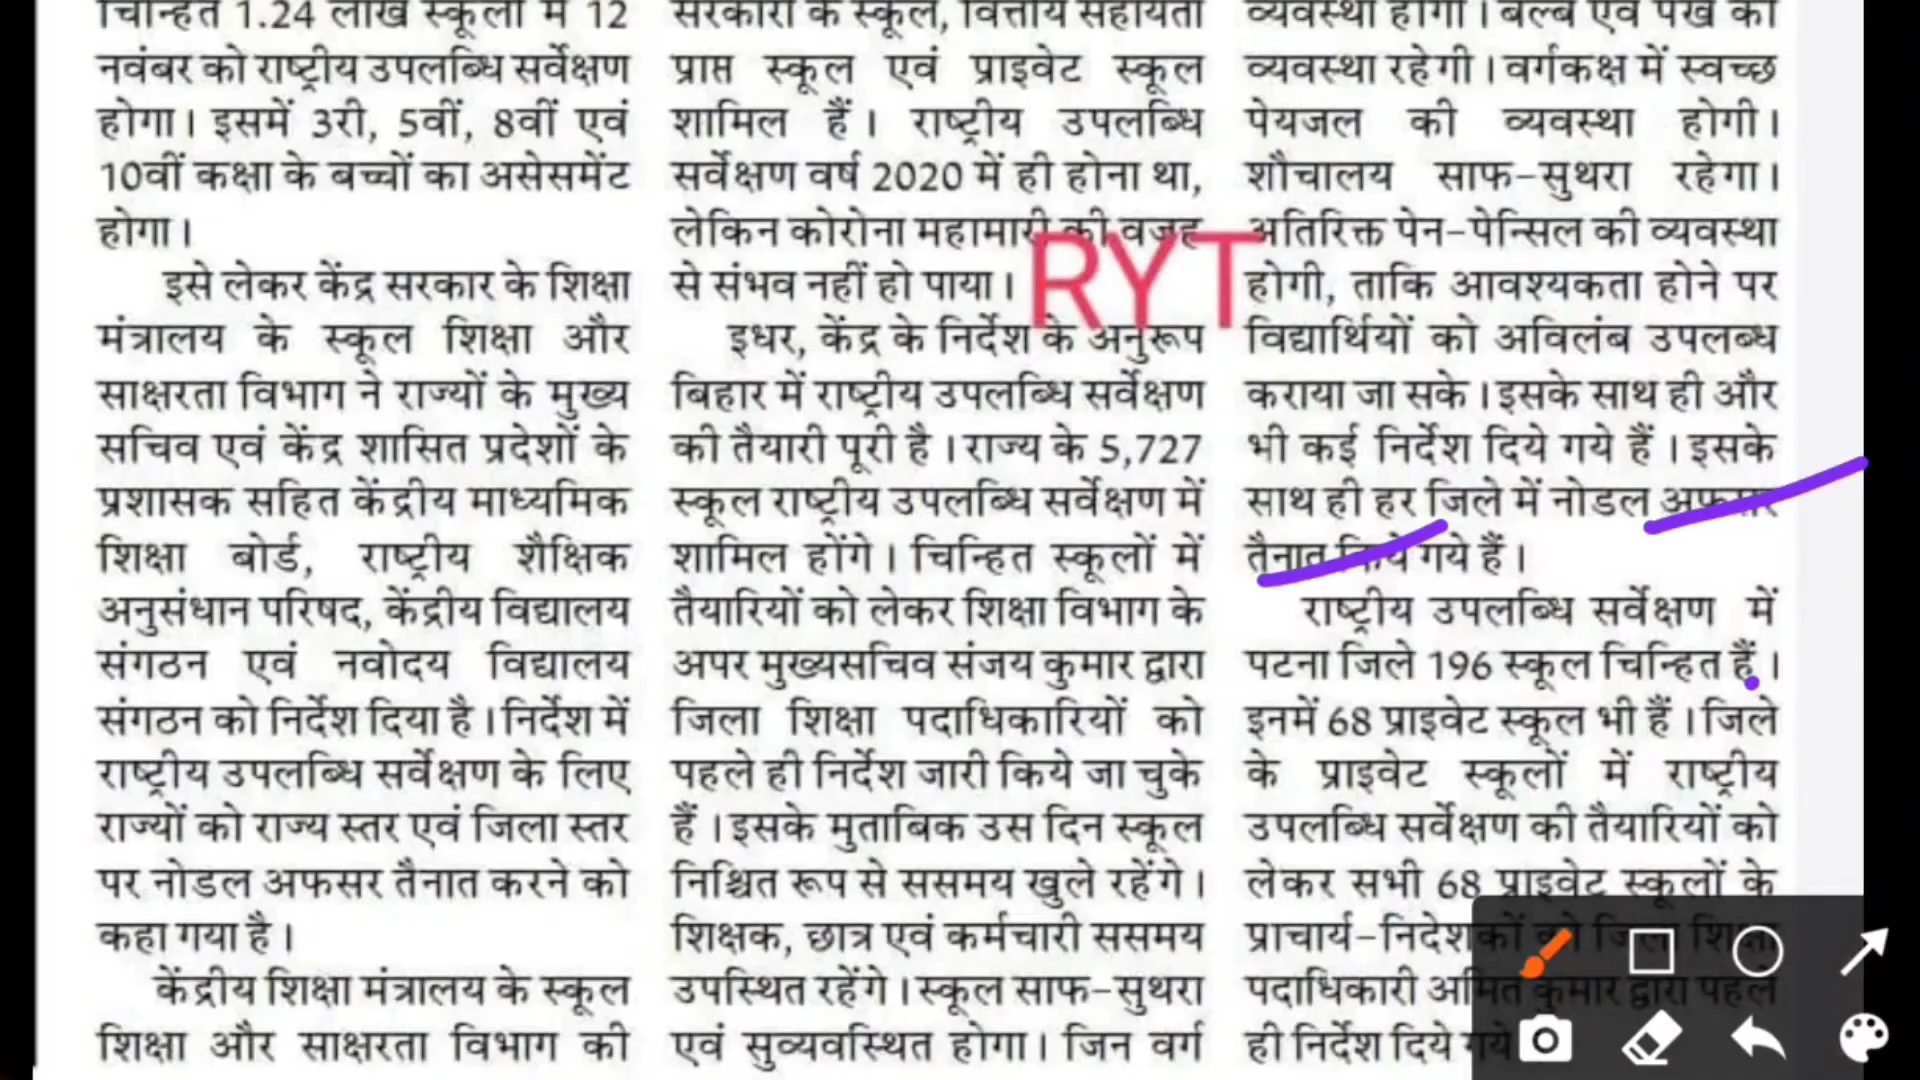 चिन्हित 1.24 लाख स्कूलों में 12
नवंबर को राष्ट्रीय उपलब्धि सर्वेक्षण
होगा। इसमें 3री, 5वीं, 8वीं एवं
10वीं कक्षा के बच्चों का असेसमेंट
होगा।
इसे लेकर केंद्र सरकार के शिक्षा
मंत्रालय के स्कूल शिक्षा और
साक्षरता विभाग ने राज्यों के मुख्य
सचिव एवं केंद्र शासित प्रदेशों के
प्रशासक सहित केंद्रीय माध्यमिक
शिक्षा बोर्ड, राष्ट्रीय शैक्षिक
अनुसंधान परिषद, केंद्रीय विद्यालय
संगठन एवं नवोदय विद्यालय
संगठन को निर्देश दिया है। निर्देश में
राष्ट्रीय उपलब्धि सर्वेक्षण के लिए
राज्यों को राज्य स्तर एवं जिला स्तर
पर नोडल अफसर तैनात करने को
कहा गया है।
केंद्रीय शिक्षा मंत्रालय के स्कूल
शिक्षा और साक्षरता विभाग की
सरकारी के स्कूल, वित्तीय सहायता
प्राप्त स्कूल एवं प्राइवेट स्कूल
शामिल हैं। राष्ट्रीय उपलब्धि
सर्वेक्षण वर्ष 2020 में ही होना था,
लेकिन कोरोना महामारी की वजह
से संभव नहीं हो पाया।
इधर, केंद्र के निर्देश के अनुरूप
बिहार में राष्ट्रीय उपलब्धि सर्वेक्षण
की तैयारी पूरी है। राज्य के 5,727
स्कूल राष्ट्रीय उपलब्धि सर्वेक्षण में
शामिल होंगे। चिन्हित स्कूलों में
तैयारियों को लेकर शिक्षा विभाग के
अपर मुख्यसचिव संजय कुमार द्वारा
जिला शिक्षा पदाधिकारियों को
पहले ही निर्देश जारी किये जा चुके
हैं। इसके मुताबिक उस दिन स्कूल
निश्चित रूप से ससमय खुले रहेंगे।
शिक्षक, छात्र एवं कर्मचारी ससमय
उपस्थित रहेंगे। स्कूल साफ-सुथरा
एवं सुव्यवस्थित होगा। जिन वर्ग
RYT
व्यवस्था होगी। बल्ब एवं पंखे की
व्यवस्था रहेगी। वर्गकक्ष में स्वच्छ
पेयजल की व्यवस्था होगी।
शौचालय साफ-सुथरा रहेगा।
अतिरिक्त पेन-पेन्सिल की व्यवस्था
होगी, ताकि आवश्यकता होने पर
विद्यार्थियों को अविलंब उपलब्ध
कराया जा सके। इसके साथ ही और
भी कई निर्देश दिये गये हैं। इसके
साथ ही हर जिले में नोडल अफसर
तैनात किये गये हैं।
राष्ट्रीय उपलब्धि सर्वेक्षण में
पटना जिले 196 स्कूल चिन्हित हैं।
इनमें 68 प्राइवेट स्कूल भी हैं। जिले
के प्राइवेट स्कूलों में राष्ट्रीय
उपलब्धि सर्वेक्षण की तैयारियों को
लेकर सभी 68 प्राइवेट स्कूलों के
प्राचार्य-निदेशकों को जिला शिक्षा
पदाधिकारी अमित कुमार द्वारा पहले
ही निर्देश दिये गये